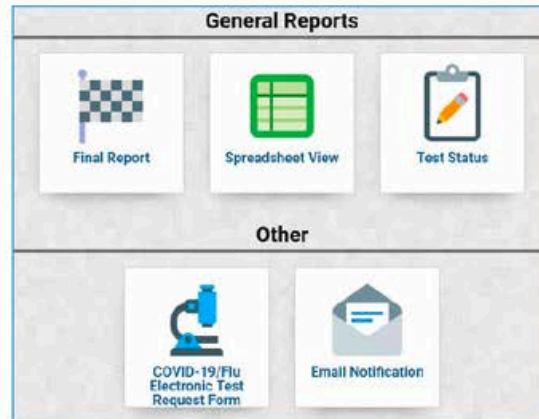 General Reports
Final Report
Spreadsheet View
Test Status
Other
COVID-19/Flu
Electronic Test
Request Form
Email Notification